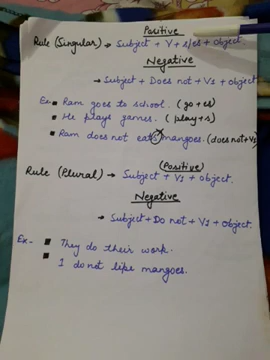 Positive
Rule (Singular) → Subject + V + s/es + object.
Negative
→ Subject + Does not + V1 + object
Ex- ▪ Ram goes to school. (go + es)
▪ He plays games. (play+s)
▪ Ram does not eat(s) mangoes. (does not+V1
(Positive)
Rule (Plural) → Subject + V1 + object.
Negative
→ Subject + Do not + V1 + object.
Ex- ▪ They do their work.
▪ I do not like mangoes.